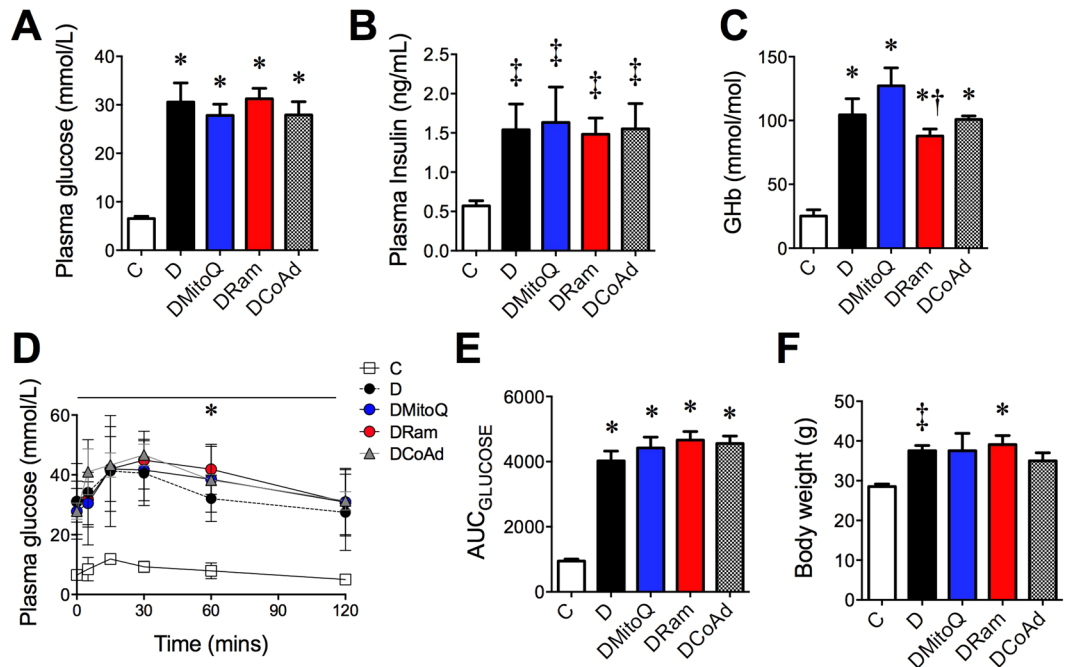 A
Plasma glucose (mmol/L)
40
30
20
10
0
* * * *
C
D
DMitoQ
DRam
DCoAd
B
Plasma Insulin (ng/mL)
2.5
2.0
1.5
1.0
0.5
0.0
‡ ‡ ‡ ‡
C
D
DMitoQ
DRam
DCoAd
C
GHb (mmol/mol)
150
100
50
0
* * *† *
C
D
DMitoQ
DRam
DCoAd
D
Plasma glucose (mmol/L)
60
40
20
0
*
0 30 60 90 120
Time (mins)
C
D
DMitoQ
DRam
DCoAd
E
AUCGLUCOSE
6000
4000
2000
0
* * * *
C
D
DMitoQ
DRam
DCoAd
F
Body weight (g)
50
40
30
20
10
0
‡ *
C
D
DMitoQ
DRam
DCoAd